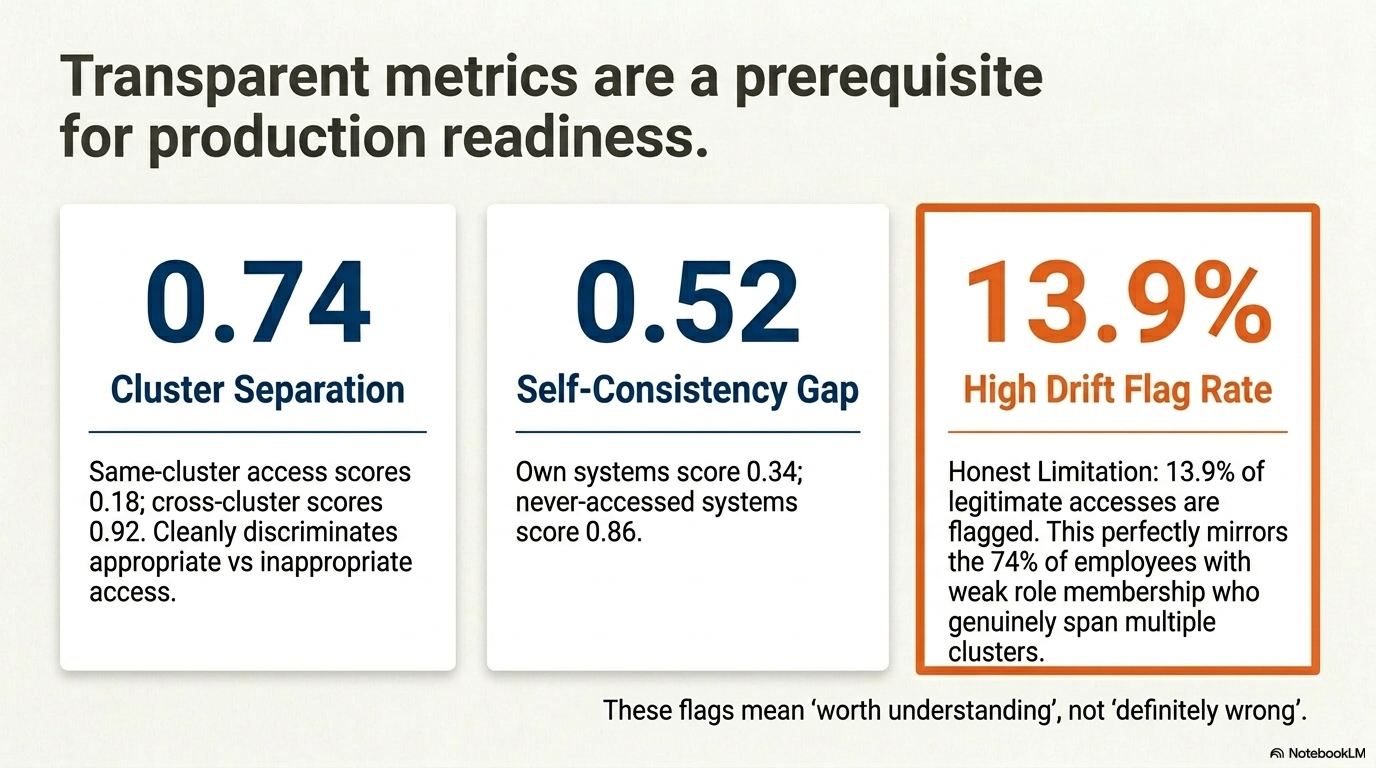 Transparent metrics are a prerequisite
for production readiness.
0.74
Cluster Separation
Same-cluster access scores
0.18; cross-cluster scores
0.92. Cleanly discriminates
appropriate vs inappropriate
access.
0.52
Self-Consistency Gap
Own systems score 0.34;
never-accessed systems
score 0.86.
13.9%
High Drift Flag Rate
Honest Limitation: 13.9% of
legitimate accesses are
flagged. This perfectly mirrors
the 74% of employees with
weak role membership who
genuinely span multiple
clusters.
These flags mean ‘worth understanding’, not ‘definitely wrong’.
NotebookLM